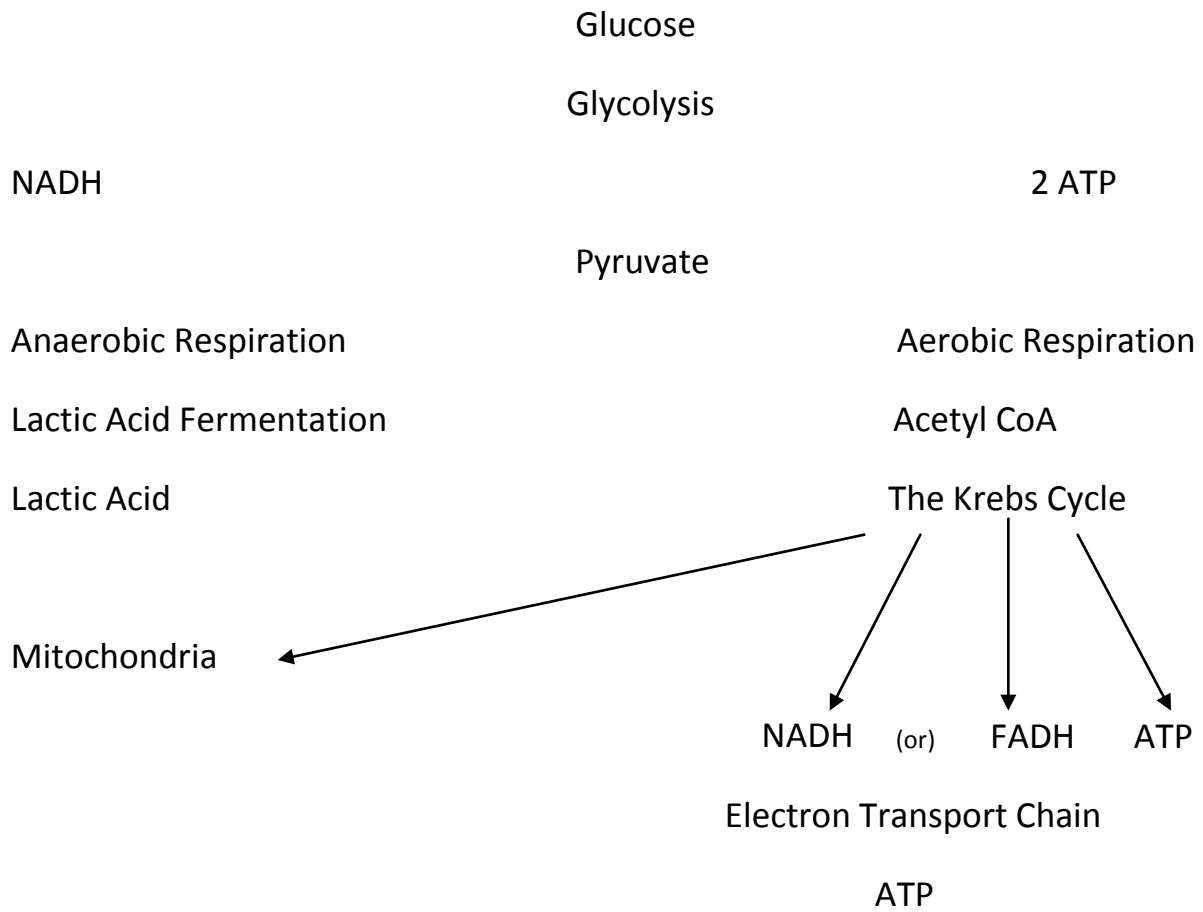 Glucose
Glycolysis
NADH 2 ATP
Pyruvate
Anaerobic Respiration Aerobic Respiration
Lactic Acid Fermentation Acetyl CoA
Lactic Acid The Krebs Cycle
Mitochondria
NADH (or) FADH ATP
Electron Transport Chain
ATP